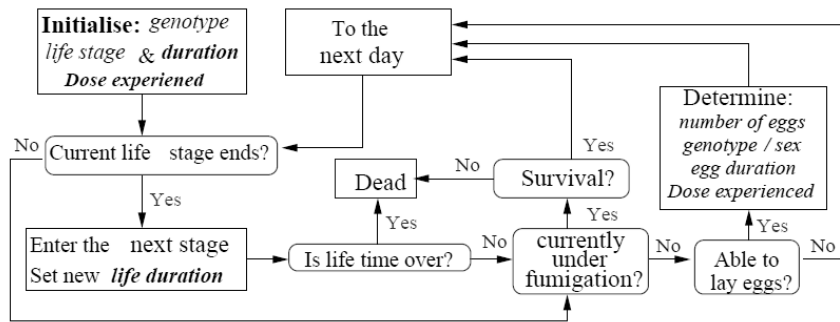 Initialise: genotype
life stage & duration
Dose experiened
To the
next day
No
Current life stage ends?
Yes
Enter the next stage
Set new life duration
Dead
Yes
Is life time over?
No
No
Survival?
Yes
Yes
currently
under
fumigation?
No
Determine:
number of eggs
genotype / sex
egg duration
Dose experienced
Yes
Able to
lay eggs?
No